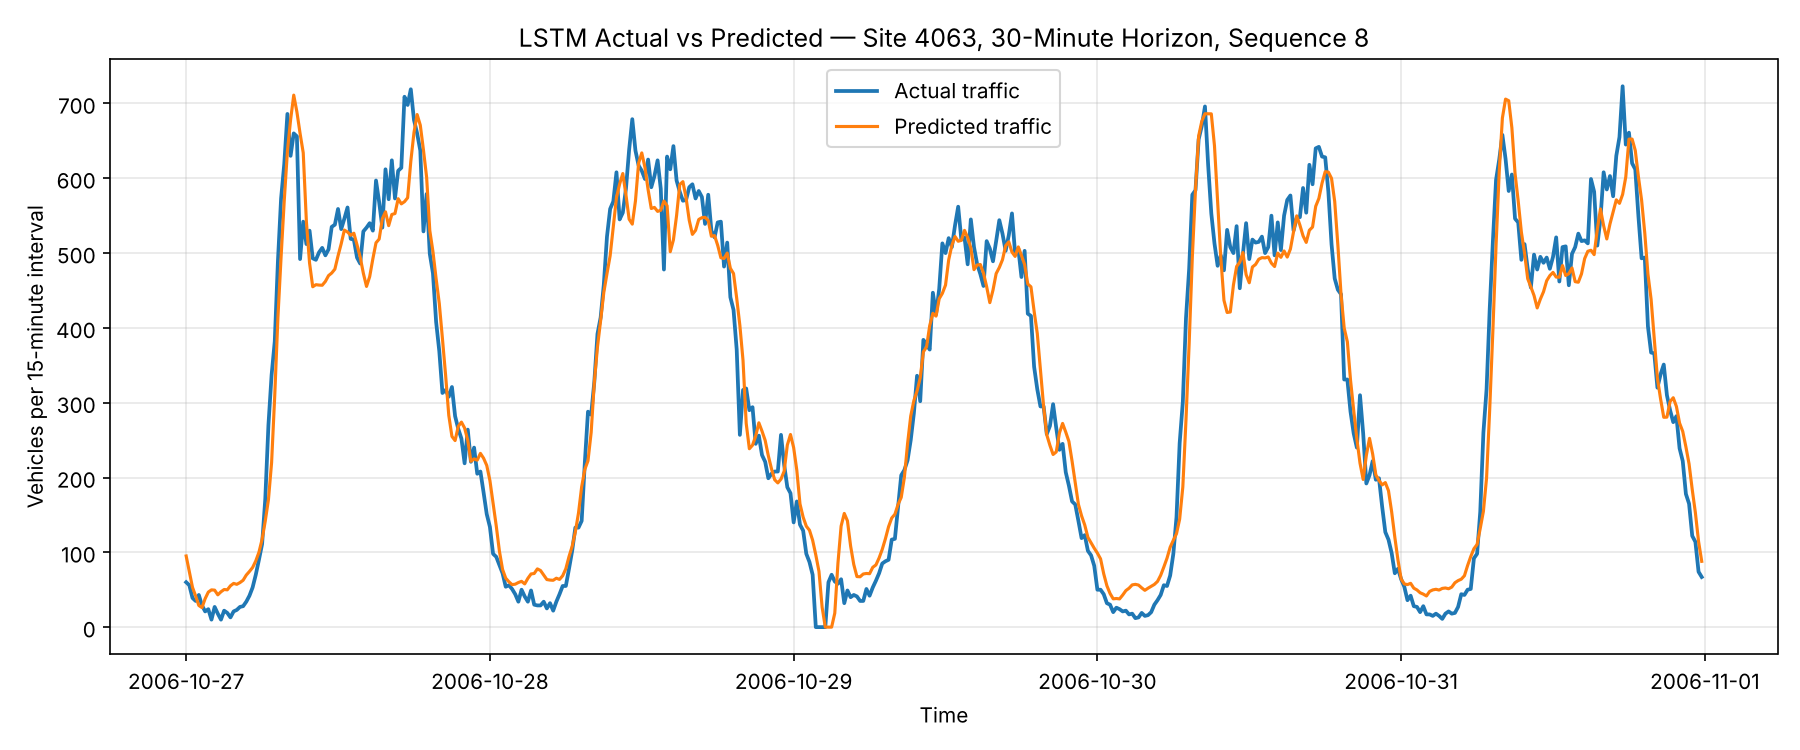 LSTM Actual vs Predicted — Site 4063, 30-Minute Horizon, Sequence 8
Actual traffic
Predicted traffic
Vehicles per 15-minute interval
700
600
500
400
300
200
100
0
2006-10-27
2006-10-28
2006-10-29
2006-10-30
2006-10-31
2006-11-01
Time